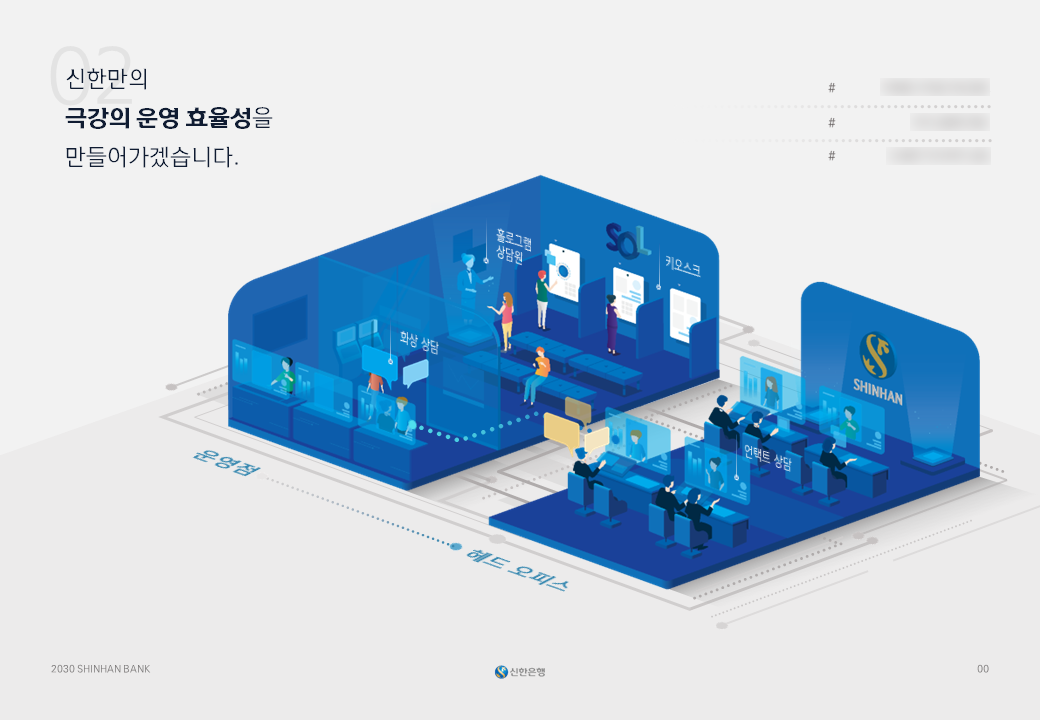 02
신한만의
극강의 운영 효율성을
만들어가겠습니다.
#
#
#
홀로그램
상담원
SOL
키오스크
화상 상담
SHINHAN
언택트 상담
운영점
헤드 오피스
2030 SHINHAN BANK
신한은행
00